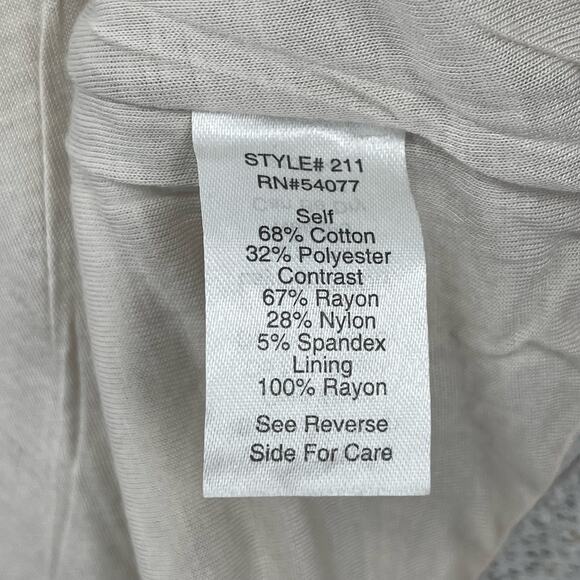 STYLE# 211
RN#54077
Self
68% Cotton
32% Polyester
Contrast
67% Rayon
28% Nylon
5% Spandex
Lining
100% Rayon
See Reverse
Side For Care